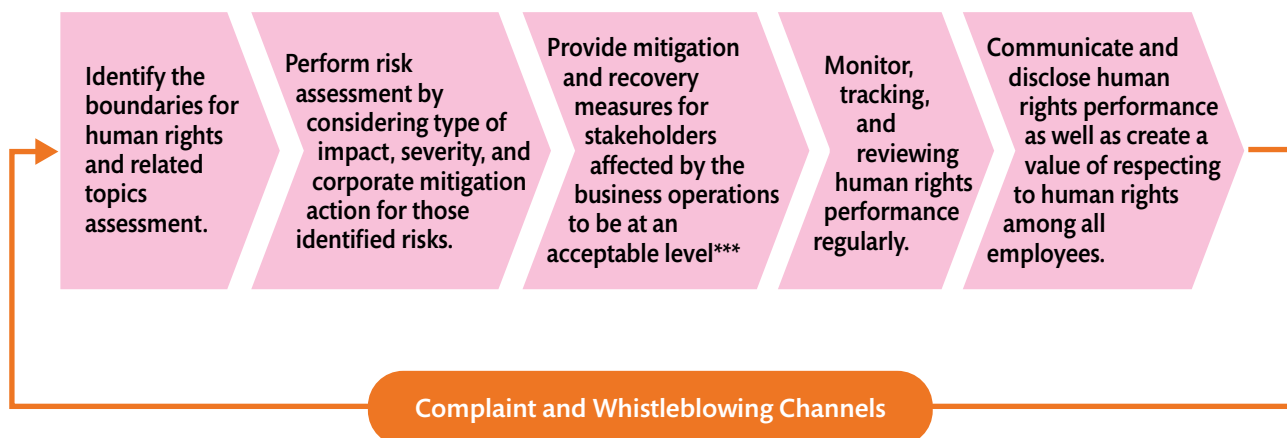 Identify the
boundaries for
human rights
and related
topics
assessment.
Perform risk
assessment by
considering type of
impact, severity, and
corporate mitigation
action for those
identified risks.
Provide mitigation
and recovery
measures for
stakeholders
affected by the
business operations
to be at an
acceptable level***
Monitor,
tracking,
and
reviewing
human rights
performance
regularly.
Communicate and
disclose human
rights performance
as well as create a
value of respecting
to human rights
among all
employees.
Complaint and Whistleblowing Channels